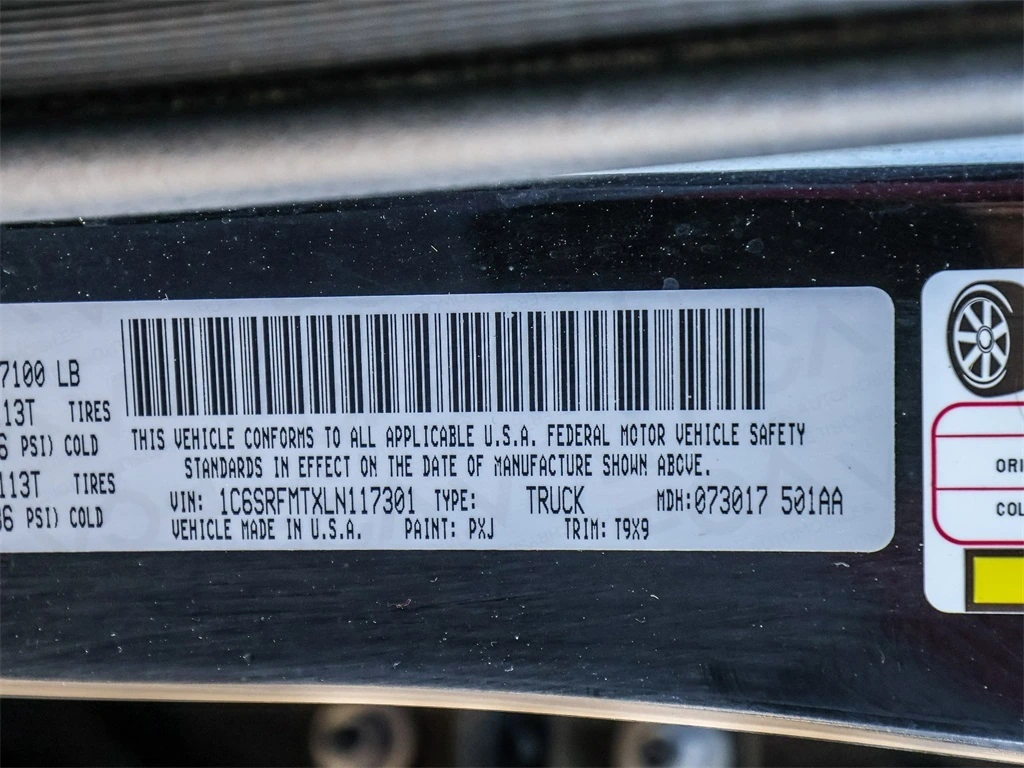 7100 LB
13T TIRES
6 PSI) COLD
113T TIRES
36 PSI) COLD
THIS VEHICLE CONFORMS TO ALL APPLICABLE U.S.A. FEDERAL MOTOR VEHICLE SAFETY
STANDARDS IN EFFECT ON THE DATE OF MANUFACTURE SHOWN ABOVE.
VIN: 1C6SRFMTXLN117301 TYPE: TRUCK MDH:073017 501AA
VEHICLE MADE IN U.S.A. PAINT: PXJ TRIM: T9X9
ORI
COL